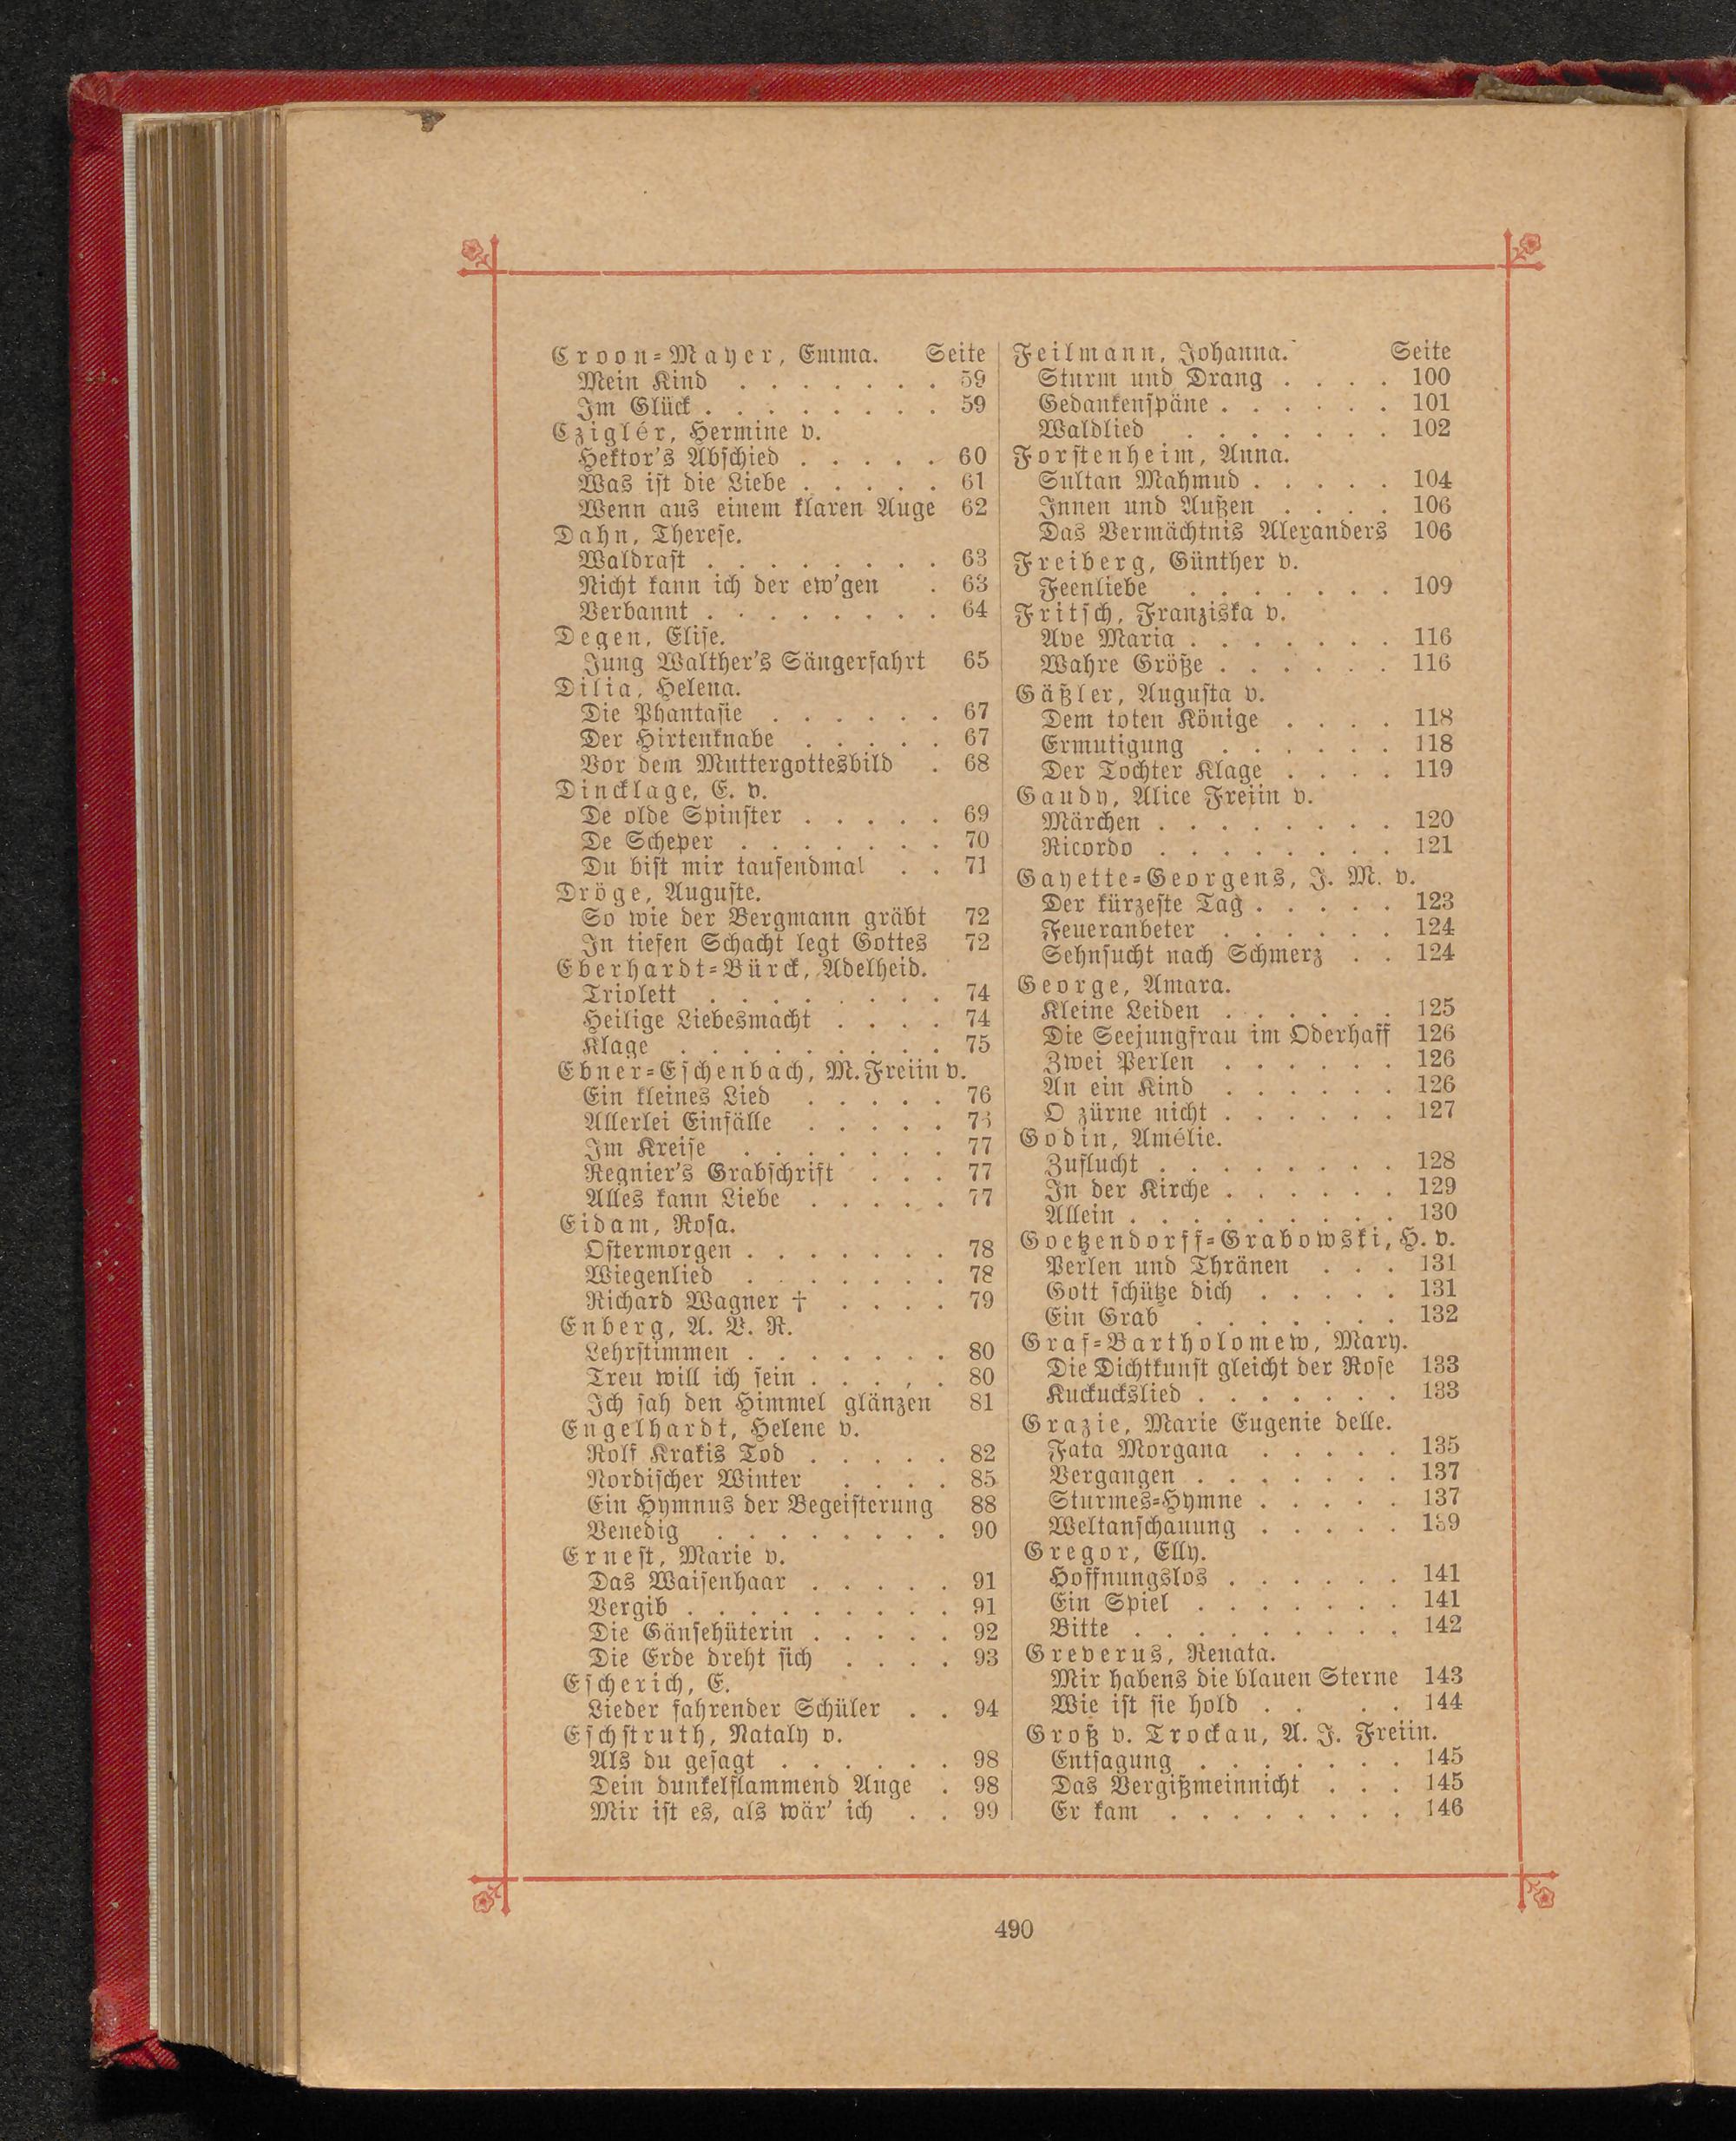 Croon-Mayer, Emma. Seite
Mein Kind . . . . . . . 59
Im Glück . . . . . . . . 59
Cziglér, Hermine v.
Hektor's Abschied . . . . . 60
Was ist die Liebe . . . . . 61
Wenn aus einem klaren Auge 62
Dahn, Therese.
Waldrast . . . . . . . . 63
Nicht kann ich der ew'gen . 63
Verbannt . . . . . . . . 64
Degen, Elise.
Jung Walther's Sängerfahrt 65
Dilia, Helena.
Die Phantasie . . . . . . 67
Der Hirtenknabe . . . . . 67
Vor dem Muttergottesbild . 68
Dincklage, E. v.
De olde Spinster . . . . . 69
De Scheper . . . . . . . 70
Du bist mir tausendmal . . 71
Dröge, Auguste.
So wie der Bergmann gräbt 72
In tiefen Schacht legt Gottes 72
Eberhardt-Bürck, Adelheid.
Triolett . . . . . . . . 74
Heilige Liebesmacht . . . . 74
Klage . . . . . . . . . 75
Ebner-Eschenbach, M. Freiin v.
Ein kleines Lied . . . . . 76
Allerlei Einfälle . . . . . 76
Im Kreise . . . . . . . 77
Regnier's Grabschrift . . . 77
Alles kann Liebe . . . . . 77
Eidam, Rosa.
Ostermorgen . . . . . . . 78
Wiegenlied . . . . . . . 78
Richard Wagner † . . . . 79
Enberg, A. B. R.
Lehrstimmen . . . . . . . 80
Treu will ich sein . . . . . 80
Ich sah den Himmel glänzen 81
Engelhardt, Helene v.
Rolf Krakis Tod . . . . . 82
Nordischer Winter . . . . 85
Ein Hymnus der Begeisterung 88
Venedig . . . . . . . . 90
Ernest, Marie v.
Das Waisenhaar . . . . . 91
Vergib . . . . . . . . . 91
Die Gänsehüterin . . . . . 92
Die Erde dreht sich . . . . 93
Escherich, E.
Lieder fahrender Schüler . . 94
Eschstruth, Nataly v.
Als du gesagt . . . . . . 98
Dein dunkelflammend Auge . 98
Mir ist es, als wär' ich . . 99
Feilmann, Johanna. Seite
Sturm und Drang . . . . 100
Gedankenspäne . . . . . . 101
Waldlied . . . . . . . 102
Forstenheim, Anna.
Sultan Mahmud . . . . . 104
Innen und Außen . . . . 106
Das Vermächtnis Alexanders 106
Freiberg, Günther v.
Feenliebe . . . . . . . 109
Fritsch, Franziska v.
Ave Maria . . . . . . . 116
Wahre Größe . . . . . . 116
Gäßler, Augusta v.
Dem toten Könige . . . . 118
Ermutigung . . . . . . 118
Der Tochter Klage . . . . 119
Gaudy, Alice Freiin v.
Märchen . . . . . . . . 120
Ricordo . . . . . . . . 121
Gayette-Georgens, J. M. v.
Der kürzeste Tag . . . . . 123
Feueranbeter . . . . . . 124
Sehnsucht nach Schmerz . . 124
George, Amara.
Kleine Leiden . . . . . . 125
Die Seejungfrau im Oderhaff 126
Zwei Perlen . . . . . . 126
An ein Kind . . . . . . 126
O zürne nicht . . . . . . 127
Godin, Amélie.
Zuflucht . . . . . . . . 128
In der Kirche . . . . . . 129
Allein . . . . . . . . . 130
Goetzendorff-Grabowski, H. v.
Perlen und Thränen . . . 131
Gott schütze dich . . . . . 131
Ein Grab . . . . . . . 132
Graf-Bartholomew, Mary.
Die Dichtkunst gleicht der Rose 133
Kuckuckslied . . . . . . . 133
Grazie, Marie Eugenie delle.
Fata Morgana . . . . . 135
Vergangen . . . . . . . 137
Sturmes-Hymne . . . . . 137
Weltanschauung . . . . . 139
Gregor, Elly.
Hoffnungslos . . . . . . 141
Ein Spiel . . . . . . . 141
Bitte . . . . . . . . . 142
Greverus, Renata.
Mir habens die blauen Sterne 143
Wie ist sie hold . . . . 144
Groß v. Trockau, A. J. Freiin.
Entsagung . . . . . . . 145
Das Vergißmeinnicht . . . 145
Er kam . . . . . . . . 146
490